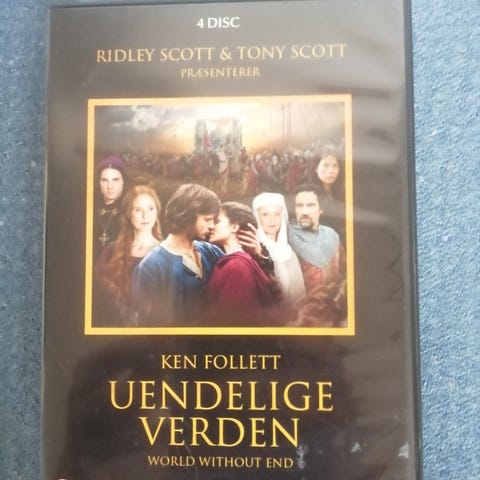 4 DISC
RIDLEY SCOTT & TONY SCOTT
PRÆSENTERER
KEN FOLLETT
UENDELIGE
VERDEN
WORLD WITHOUT END